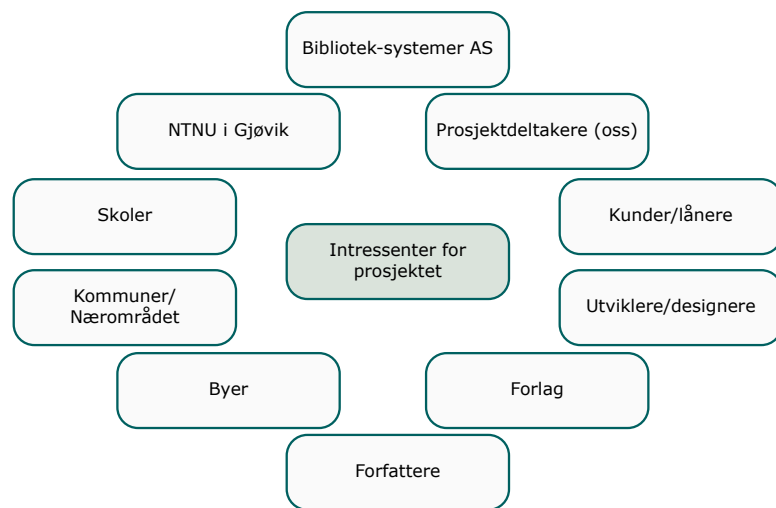 Bibliotek-systemer AS
NTNU i Gjøvik
Prosjektdeltakere (oss)
Skoler
Kunder/lånere
Intressenter for
prosjektet
Kommuner/
Nærområdet
Utviklere/designere
Byer
Forlag
Forfattere